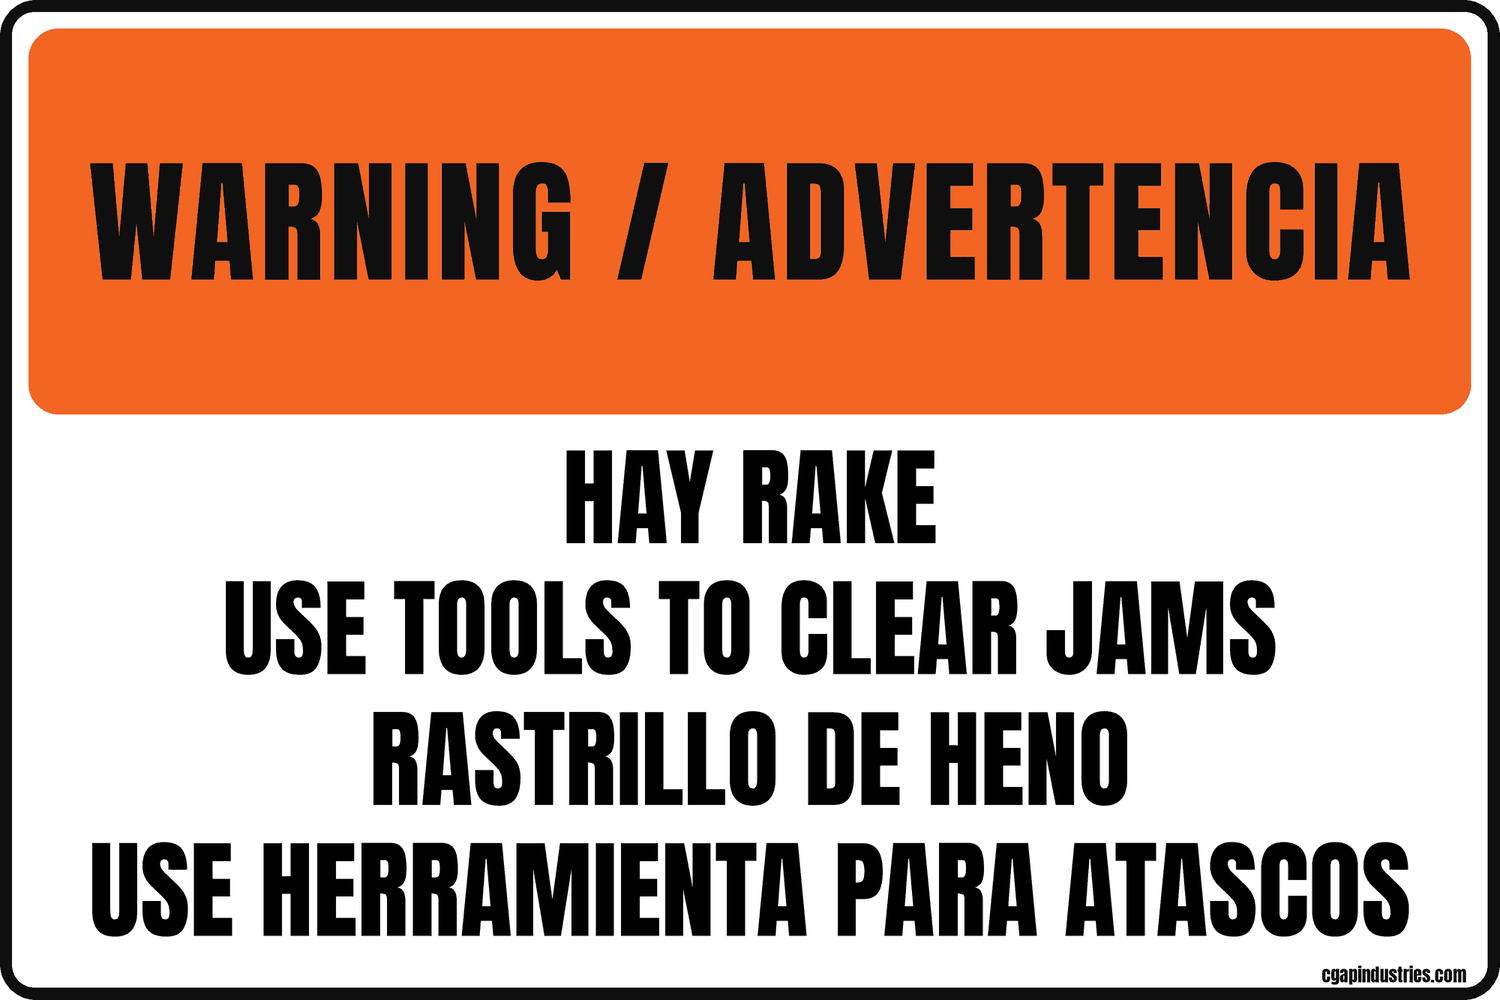 WARNING / ADVERTENCIA
HAY RAKE
USE TOOLS TO CLEAR JAMS
RASTRILLO DE HENO
USE HERRAMIENTA PARA ATASCOS
cgapindustries.com